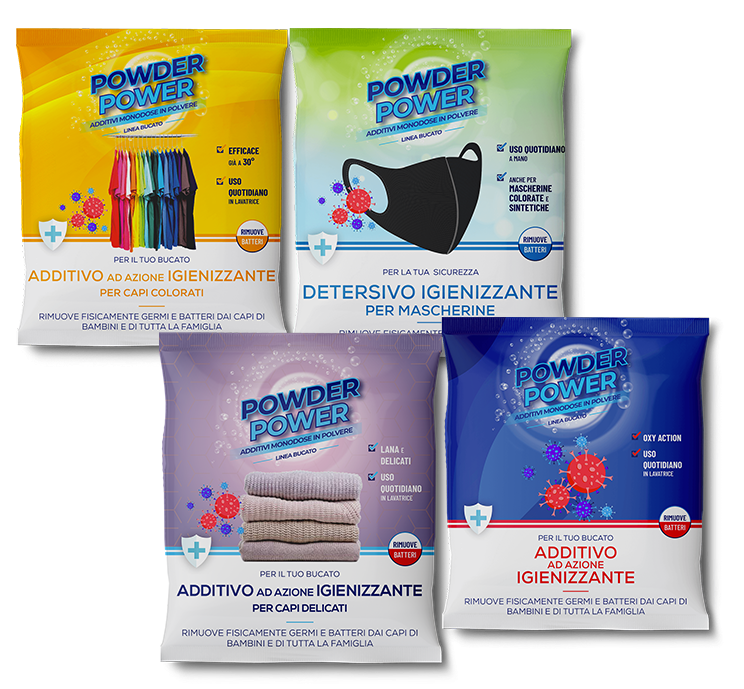 POWDER
POWER
ADDITIVI MONODOSE IN POLVERE
LINEA BUCATO
EFFICACE
GIÀ A 30°
USO
QUOTIDIANO
IN LAVATRICE
RIMUOVE
BATTERI
PER IL TUO BUCATO
ADDITIVO AD AZIONE IGIENIZZANTE
PER CAPI COLORATI
RIMUOVE FISICAMENTE GERMI E BATTERI DAI CAPI DI
BAMBINI E DI TUTTA LA FAMIGLIA
POWDER
POWER
ADDITIVI MONODOSE IN POLVERE
LINEA BUCATO
USO QUOTIDIANO
A MANO
ANCHE PER
MASCHERINE
COLORATE E
SINTETICHE
RIMUOVE
BATTERI
PER LA TUA SICUREZZA
DETERSIVO IGIENIZZANTE
PER MASCHERINE
RIMUOVE FISICAMENTE
POWDER
POWER
ADDITIVI MONODOSE IN POLVERE
LINEA BUCATO
LANA E
DELICATI
USO
QUOTIDIANO
IN LAVATRICE
RIMUOVE
BATTERI
PER IL TUO BUCATO
ADDITIVO AD AZIONE IGIENIZZANTE
PER CAPI DELICATI
RIMUOVE FISICAMENTE GERMI E BATTERI DAI CAPI DI
BAMBINI E DI TUTTA LA FAMIGLIA
POWDER
POWER
ADDITIVI MONODOSE IN POLVERE
LINEA BUCATO
OXY ACTION
USO
QUOTIDIANO
IN LAVATRICE
RIMUOVE
BATTERI
PER IL TUO BUCATO
ADDITIVO
AD AZIONE
IGIENIZZANTE
RIMUOVE FISICAMENTE GERMI E BATTERI DAI CAPI DI
BAMBINI E DI TUTTA LA FAMIGLIA